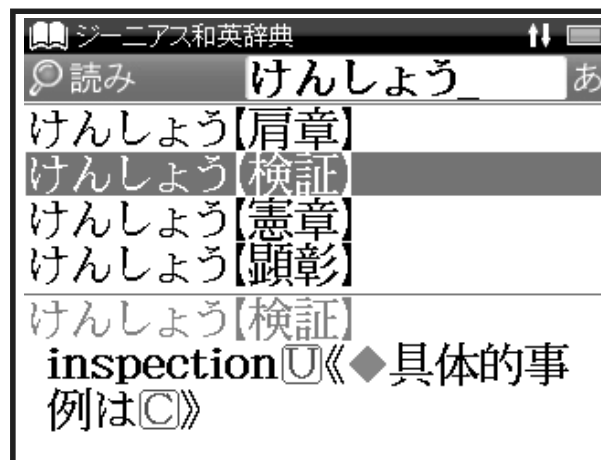 ジーニアス和英辞典
読み けんしょう_ あ
けんしょう【肩章】
けんしょう【検証】
けんしょう【憲章】
けんしょう【顕彰】
けんしょう【検証】
inspection[U]《◆具体的事
例は[C]》